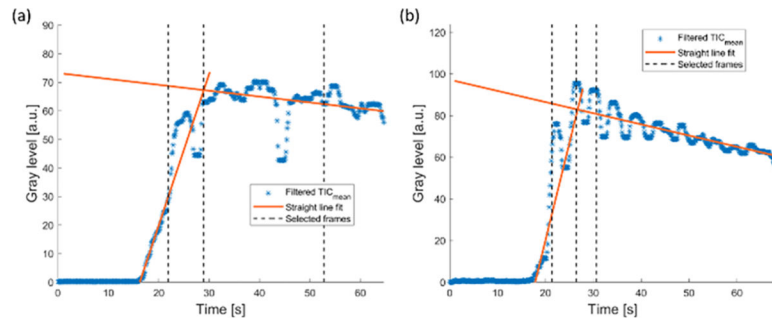 (a)
90
80
70
60
50
40
30
20
10
0
Gray level [a.u.]
Filtered TICmean
Straight line fit
Selected frames
0 10 20 30 40 50 60
Time [s]
(b)
120
100
80
60
40
20
0
Gray level [a.u.]
Filtered TICmean
Straight line fit
Selected frames
0 10 20 30 40 50 60
Time [s]